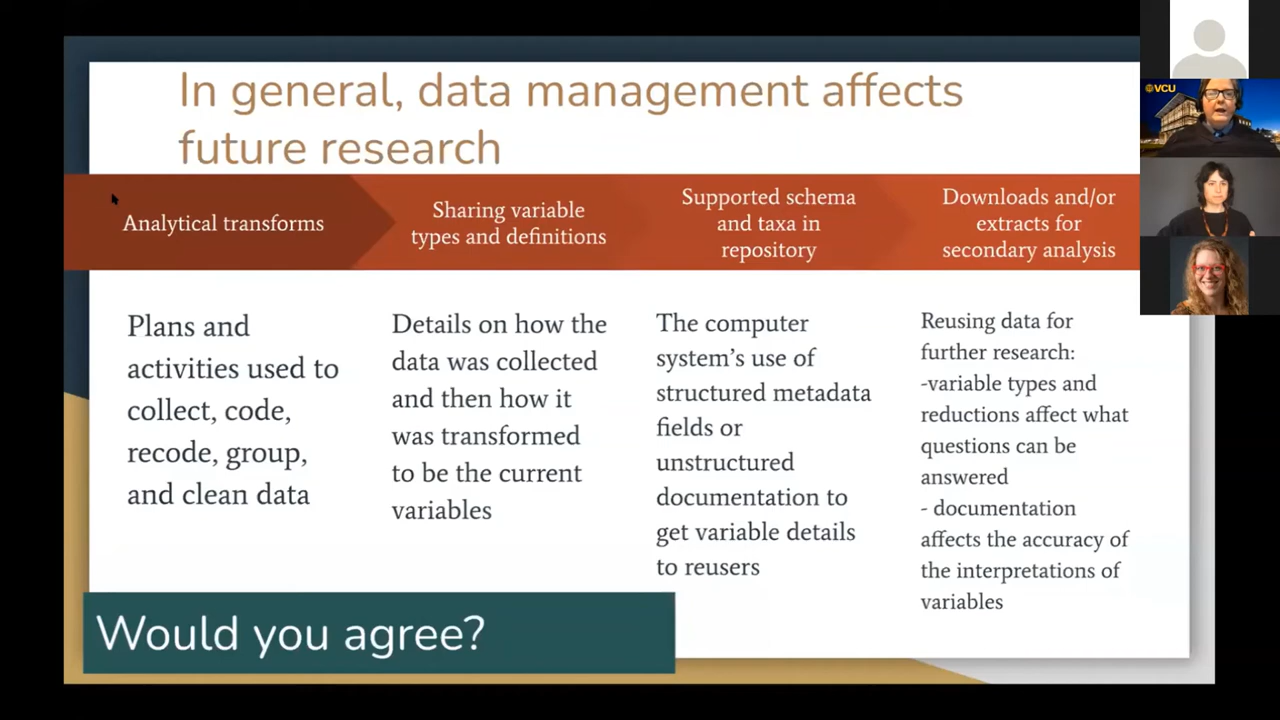 In general, data management affects
future research
Analytical transforms
Sharing variable
types and definitions
Supported schema
and taxa in
repository
Downloads and/or
extracts for
secondary analysis
Plans and
activities used to
collect, code,
recode, group,
and clean data
Details on how the
data was collected
and then how it
was transformed
to be the current
variables
The computer
system’s use of
structured metadata
fields or
unstructured
documentation to
get variable details
to reusers
Reusing data for
further research:
-variable types and
reductions affect what
questions can be
answered
- documentation
affects the accuracy of
the interpretations of
variables
Would you agree?
VCU